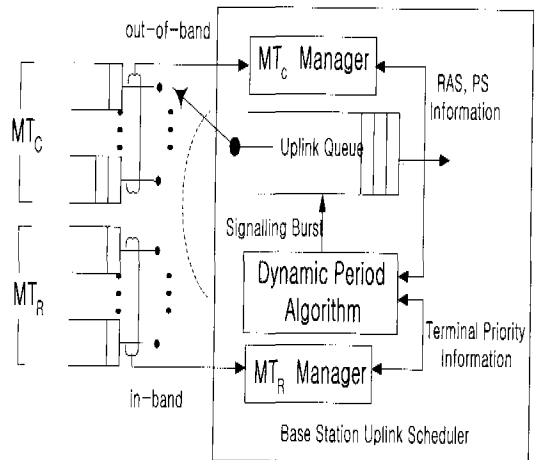 out-of-band
MT_C Manager
RAS, PS
Information
MT_C
Uplink Queue
Signalling Burst
Dynamic Period
Algorithm
MT_R
Terminal Priority
Information
MT_R Manager
in-band
Base Station Uplink Scheduler